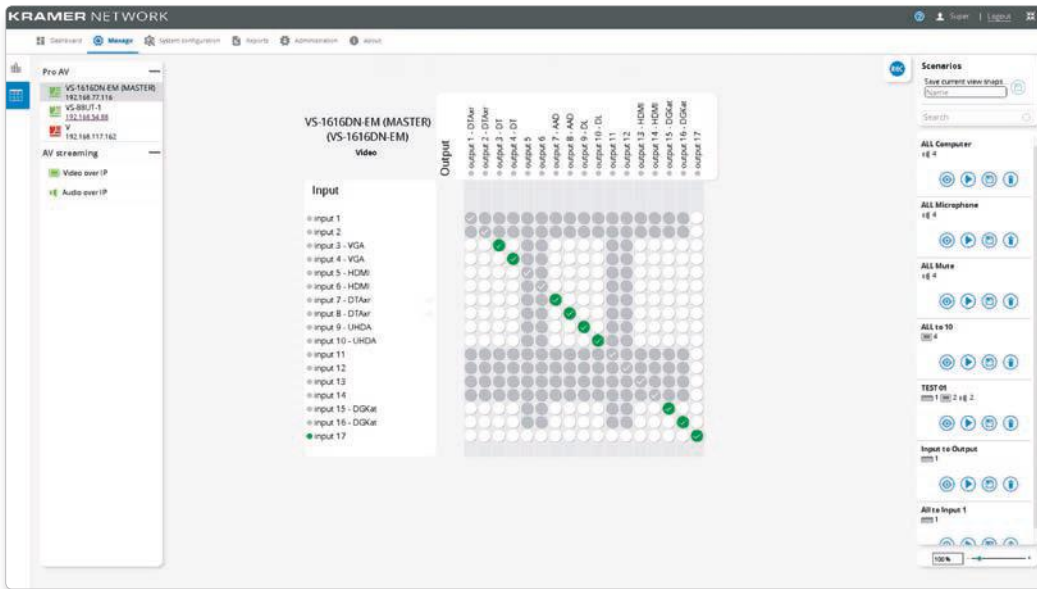 KRAMER NETWORK
Super | Logout
Dashboard Manage System configuration Reports Administration About
Pro AV
VS-1616DN-EM (MASTER)
192.168.77.116
VS-88UT-1
192.168.56.88
V
192.168.117.162
AV streaming
Video over IP
Audio over IP
VS-1616DN-EM (MASTER)
(VS-1616DN-EM)
Video
Output
output 1 - DTAxr
output 2 - DTAxr
output 3 - DT
output 4 - DT
output 5
output 6
output 7 - AAD
output 8 - AAD
output 9 - DL
output 10 - DL
output 11
output 12
output 13 - HDMI
output 14 - HDMI
output 15 - DGKat
output 16 - DGKat
output 17
Input
input 1
input 2
input 3 - VGA
input 4 - VGA
input 5 - HDMI
input 6 - HDMI
input 7 - DTAxr
input 8 - DTAxr
input 9 - UHDA
input 10 - UHDA
input 11
input 12
input 13
input 14
input 15 - DGKat
input 16 - DGKat
input 17
REC
Scenarios
Save current view snaps
Name
Search
ALL Computer
4
ALL Microphone
4
ALL Mute
4
ALL to 10
4
TEST 01
1 2 2
Input to Output
1
All to Input 1
1
100%
- +